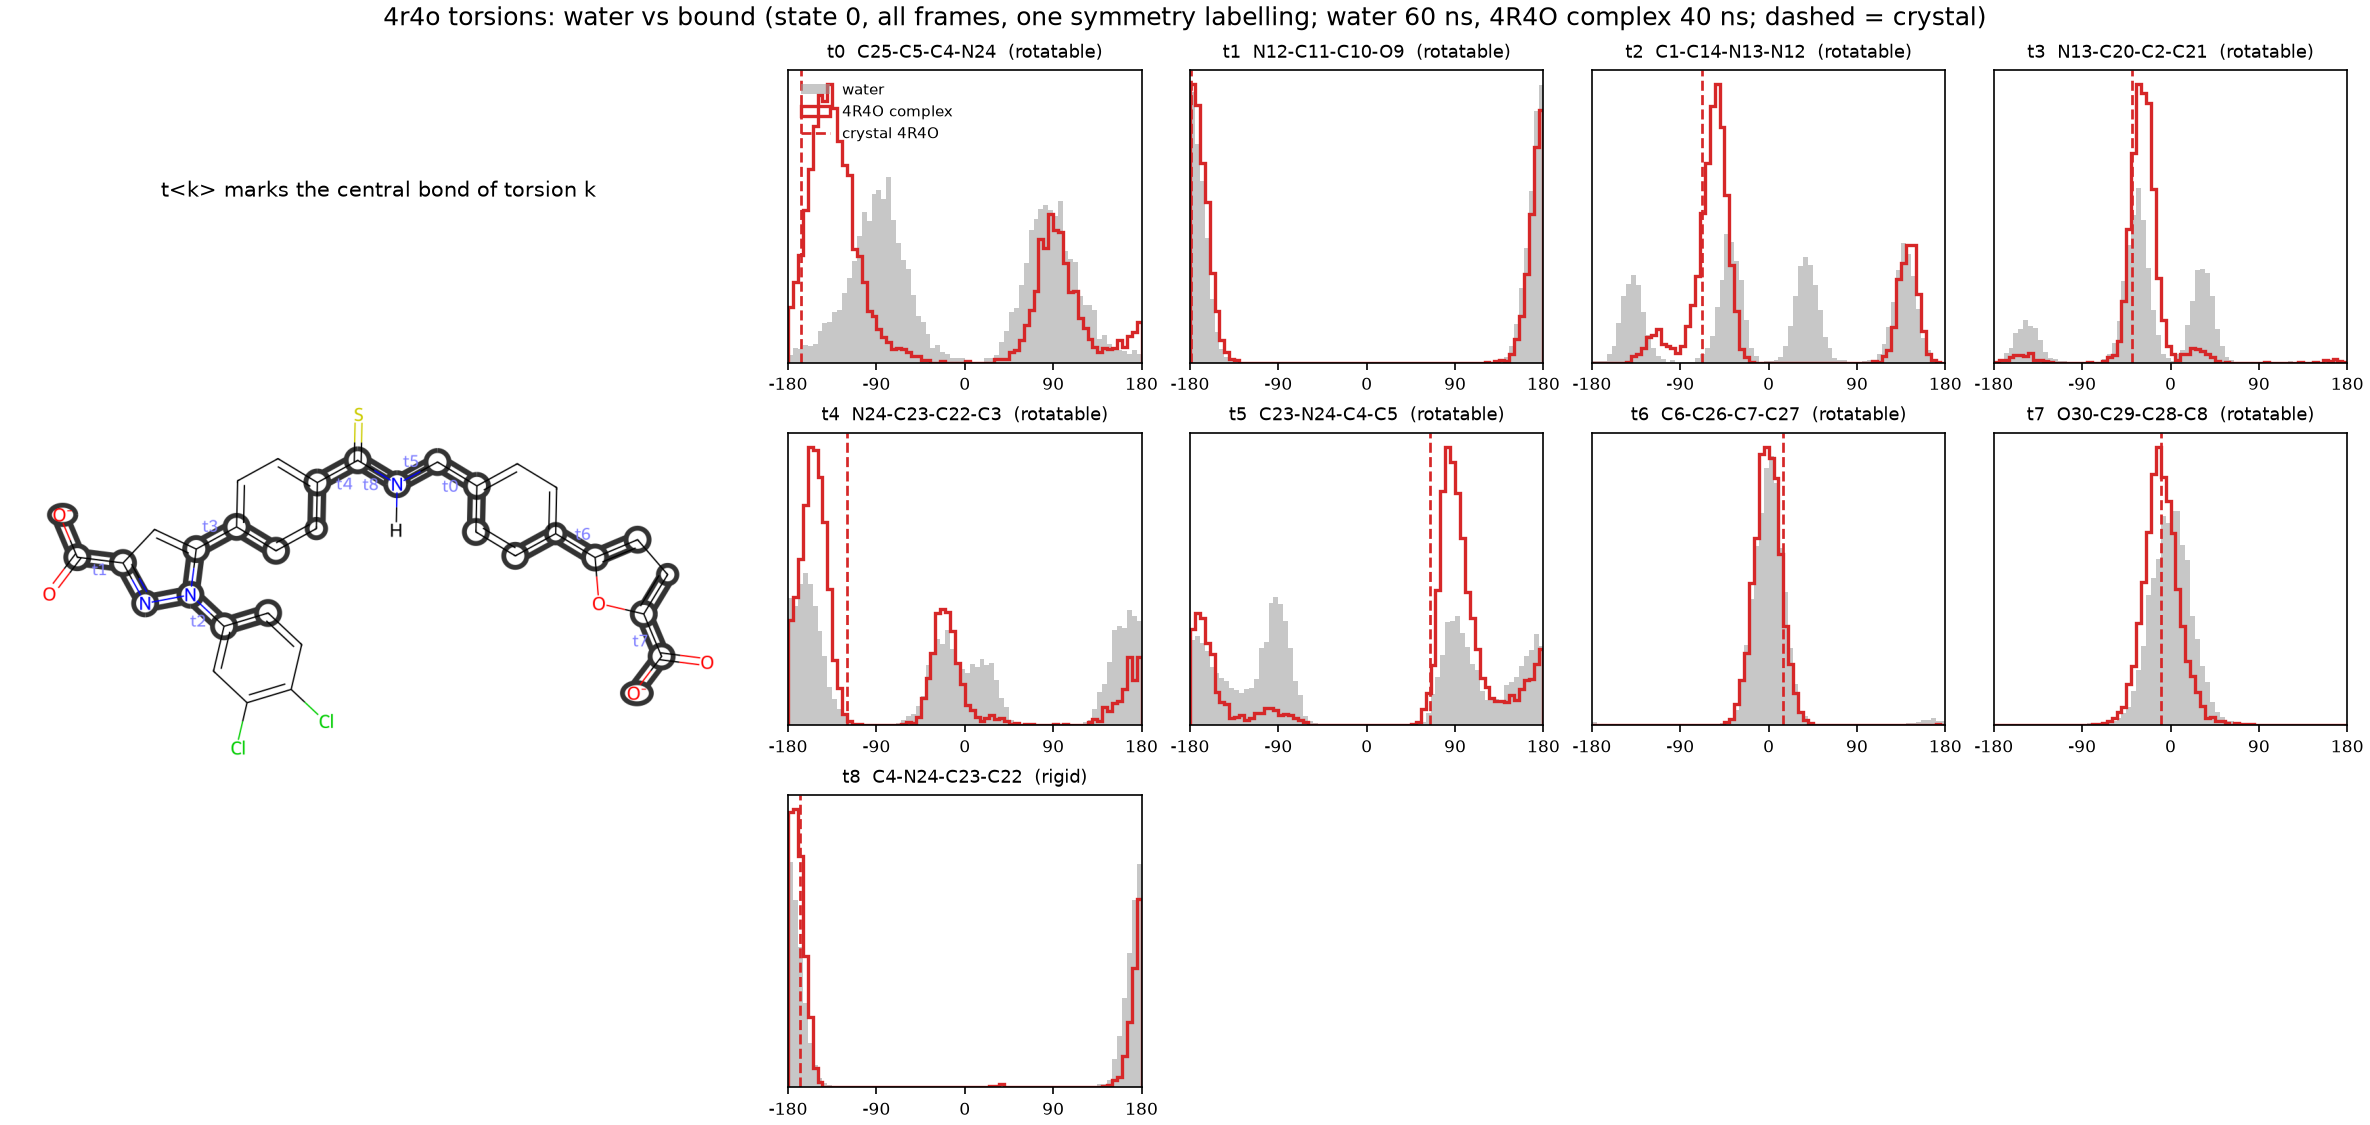 4r4o torsions: water vs bound (state 0, all frames, one symmetry labelling; water 60 ns, 4R4O complex 40 ns; dashed = crystal)
t<k> marks the central bond of torsion k
S
t5
t4 t8 N t0
H
t3
t6
O-
t1
O
N N
t2
O
t7
O
O-
Cl
Cl
t0 C25-C5-C4-N24 (rotatable)
water
4R4O complex
crystal 4R4O
-180 -90 0 90 180
t1 N12-C11-C10-O9 (rotatable)
-180 -90 0 90 180
t2 C1-C14-N13-N12 (rotatable)
-180 -90 0 90 180
t3 N13-C20-C2-C21 (rotatable)
-180 -90 0 90 180
t4 N24-C23-C22-C3 (rotatable)
-180 -90 0 90 180
t5 C23-N24-C4-C5 (rotatable)
-180 -90 0 90 180
t6 C6-C26-C7-C27 (rotatable)
-180 -90 0 90 180
t7 O30-C29-C28-C8 (rotatable)
-180 -90 0 90 180
t8 C4-N24-C23-C22 (rigid)
-180 -90 0 90 180